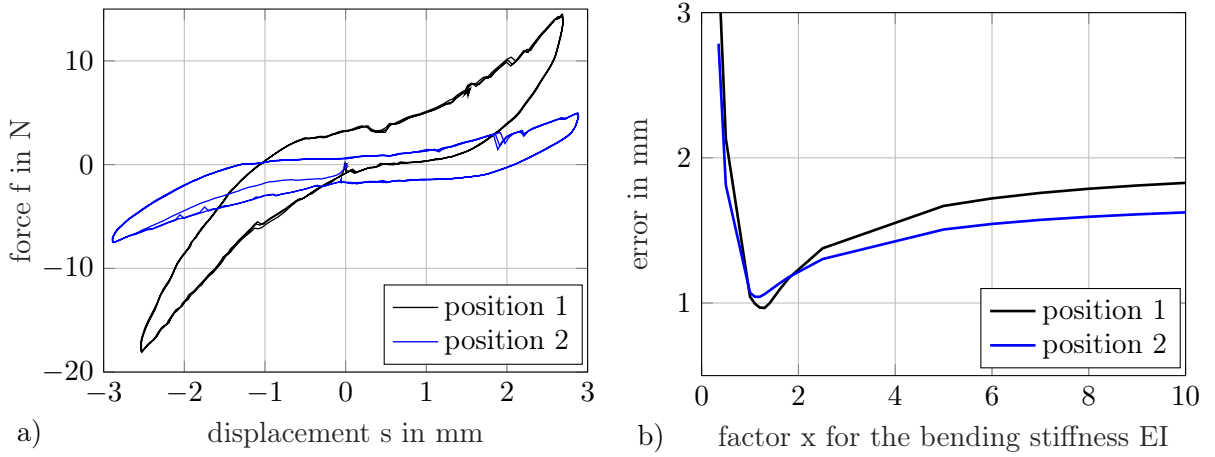 10
0
−10
−20
−3 −2 −1 0 1 2 3
force f in N
displacement s in mm
position 1
position 2
a)
3
2
1
0 2 4 6 8 10
error in mm
factor x for the bending stiffness EI
position 1
position 2
b)